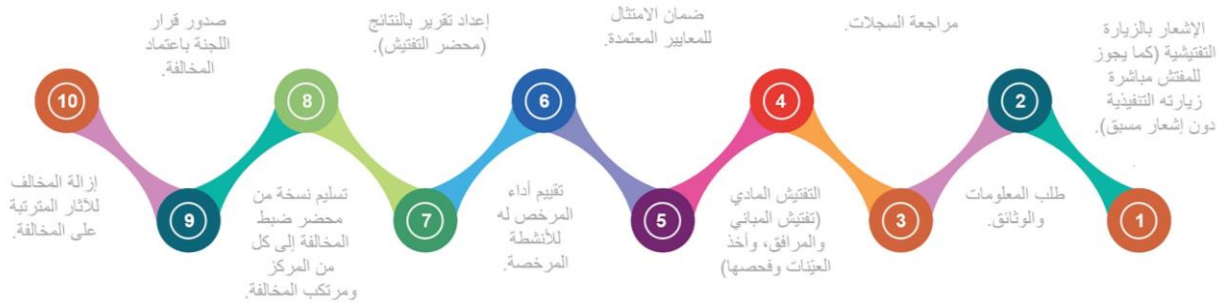 الإشعار بالزيارة
التفتيشية (كما يجوز
للمفتش مباشرة
زيارته التنفيذية
دون إشعار مسبق).
.
1
2
طلب المعلومات
والوثائق.
مراجعة السجلات.
3
4
التفتيش المادي
(تفتيش المباني
والمرافق، وأخذ
العيّنات وفحصها)
ضمان الامتثال
للمعايير المعتمدة.
5
6
تقييم أداء
المرخص له
للأنشطة
المرخصة.
إعداد تقرير بالنتائج
(محضر التفتيش).
7
8
تسليم نسخة من
محضر ضبط
المخالفة إلى كل
من المركز
ومرتكب المخالفة.
صدور قرار
اللجنة باعتماد
المخالفة.
9
10
إزالة المخالف
للآثار المترتبة
على المخالفة.